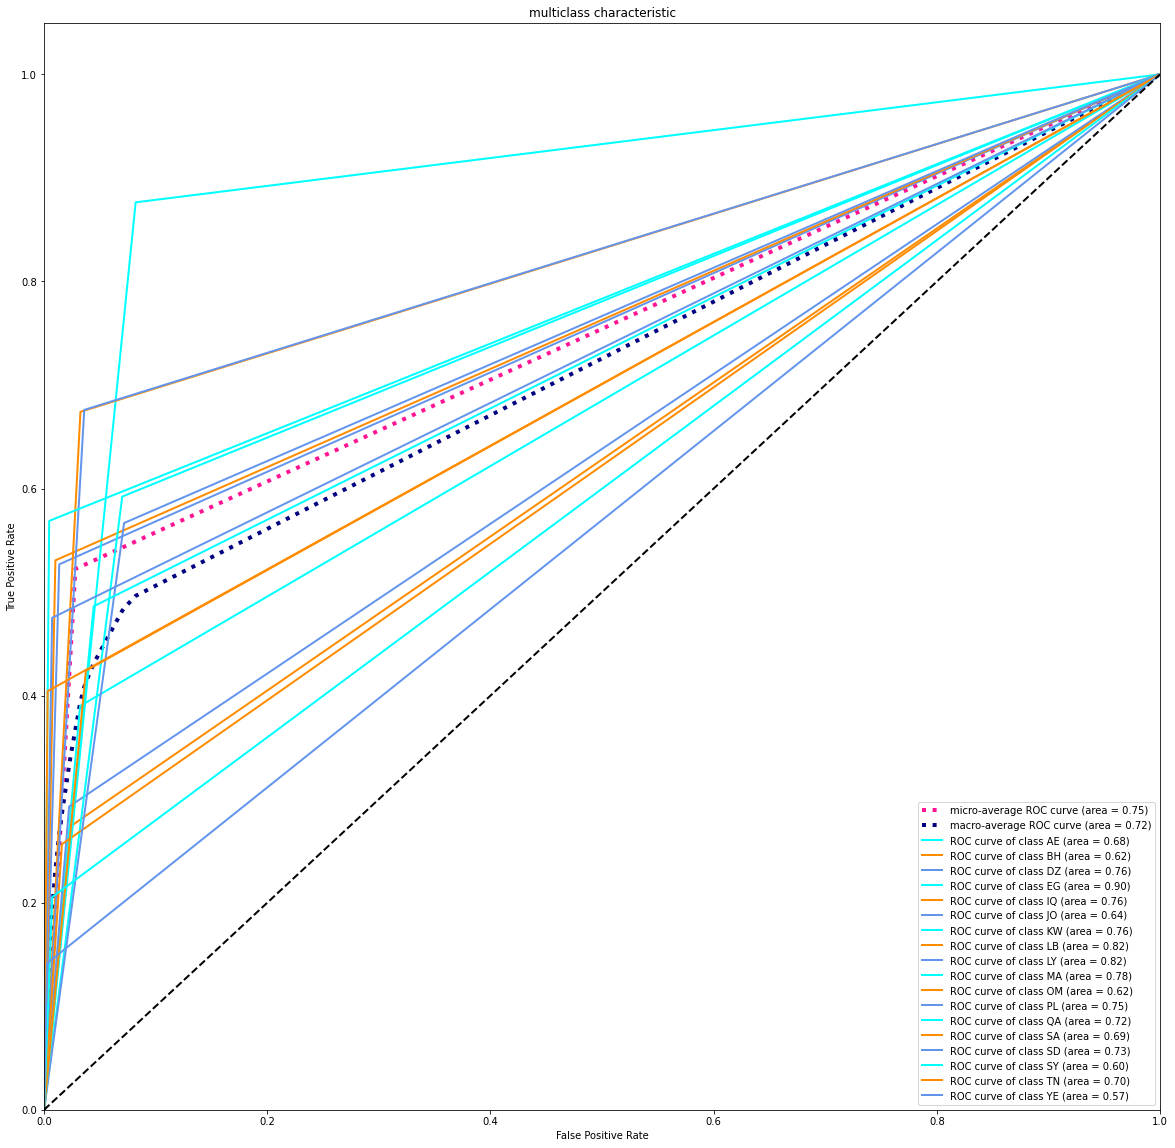 multiclass characteristic
1.0
0.8
0.6
0.4
0.2
0.0
True Positive Rate
0.0 0.2 0.4 0.6 0.8 1.0
False Positive Rate
micro-average ROC curve (area = 0.75)
macro-average ROC curve (area = 0.72)
ROC curve of class AE (area = 0.68)
ROC curve of class BH (area = 0.62)
ROC curve of class DZ (area = 0.76)
ROC curve of class EG (area = 0.90)
ROC curve of class IQ (area = 0.76)
ROC curve of class JO (area = 0.64)
ROC curve of class KW (area = 0.76)
ROC curve of class LB (area = 0.82)
ROC curve of class LY (area = 0.82)
ROC curve of class MA (area = 0.78)
ROC curve of class OM (area = 0.62)
ROC curve of class PL (area = 0.75)
ROC curve of class QA (area = 0.72)
ROC curve of class SA (area = 0.69)
ROC curve of class SD (area = 0.73)
ROC curve of class SY (area = 0.60)
ROC curve of class TN (area = 0.70)
ROC curve of class YE (area = 0.57)